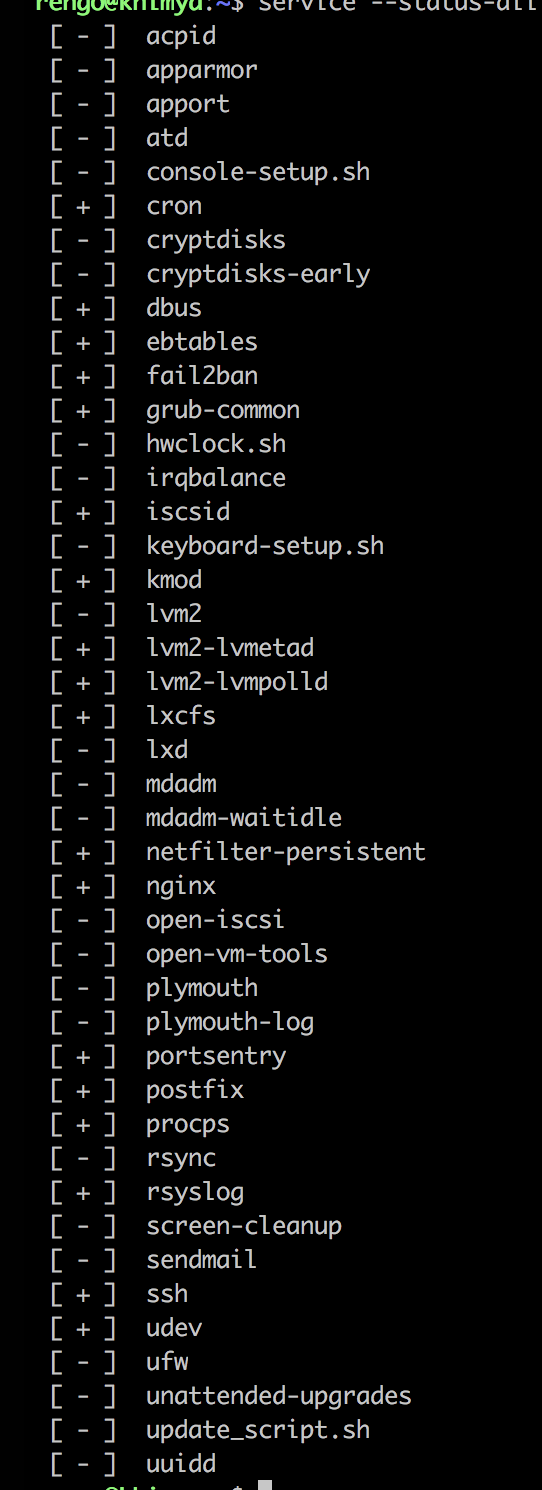 rengo@khimyd:~$ service --status-all
[ - ]  acpid
[ - ]  apparmor
[ - ]  apport
[ - ]  atd
[ - ]  console-setup.sh
[ + ]  cron
[ - ]  cryptdisks
[ - ]  cryptdisks-early
[ + ]  dbus
[ + ]  ebtables
[ + ]  fail2ban
[ + ]  grub-common
[ - ]  hwclock.sh
[ - ]  irqbalance
[ + ]  iscsid
[ - ]  keyboard-setup.sh
[ + ]  kmod
[ - ]  lvm2
[ + ]  lvm2-lvmetad
[ + ]  lvm2-lvmpolld
[ + ]  lxcfs
[ - ]  lxd
[ - ]  mdadm
[ - ]  mdadm-waitidle
[ + ]  netfilter-persistent
[ + ]  nginx
[ - ]  open-iscsi
[ - ]  open-vm-tools
[ - ]  plymouth
[ - ]  plymouth-log
[ + ]  portsentry
[ + ]  postfix
[ + ]  procps
[ - ]  rsync
[ + ]  rsyslog
[ - ]  screen-cleanup
[ - ]  sendmail
[ + ]  ssh
[ + ]  udev
[ - ]  ufw
[ - ]  unattended-upgrades
[ - ]  update_script.sh
[ - ]  uuidd